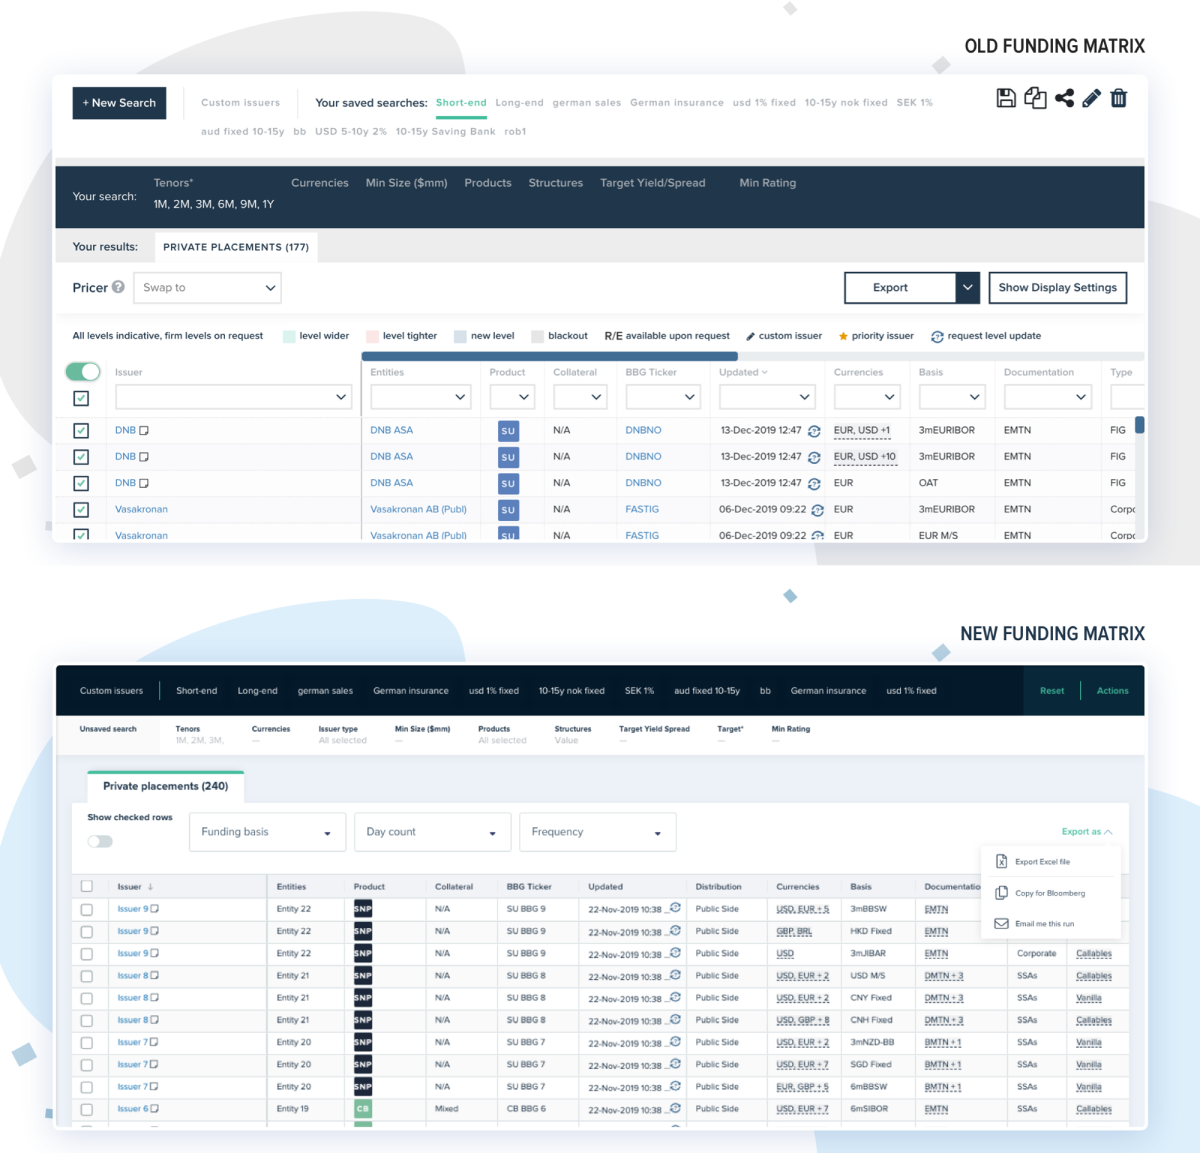 OLD FUNDING MATRIX
+ New Search
Custom issuers
Your saved searches: Short-end Long-end german sales German insurance usd 1% fixed 10-15y nok fixed SEK 1%
aud fixed 10-15y bb USD 5-10y 2% 10-15y Saving Bank rob1
Your search:
Tenors* Currencies Min Size ($mm) Products Structures Target Yield/Spread Min Rating
1M, 2M, 3M, 6M, 9M, 1Y
Your results: PRIVATE PLACEMENTS (177)
Pricer ? Swap to Export Show Display Settings
All levels indicative, firm levels on request level wider level tighter new level blackout R/E available upon request custom issuer priority issuer request level update
Issuer Entities Product Collateral BBG Ticker Updated Currencies Basis Documentation Type
DNB DNB ASA SU N/A DNBNO 13-Dec-2019 12:47 EUR, USD +1 3mEURIBOR EMTN FIG
DNB DNB ASA SU N/A DNBNO 13-Dec-2019 12:47 EUR, USD +10 3mEURIBOR EMTN FIG
DNB DNB ASA SU N/A DNBNO 13-Dec-2019 12:47 EUR OAT EMTN FIG
Vasakronan Vasakronan AB (Publ) SU N/A FASTIG 06-Dec-2019 09:22 EUR 3mEURIBOR EMTN Corpo
Vasakronan Vasakronan AB (Publ) SU N/A FASTIG 06-Dec-2019 09:22 EUR EUR M/S EMTN Corpo
NEW FUNDING MATRIX
Custom issuers Short-end Long-end german sales German insurance usd 1% fixed 10-15y nok fixed SEK 1% aud fixed 10-15y bb German insurance usd 1% fixed Reset Actions
Unsaved search Tenors Currencies Issuer type Min Size ($mm) Products Structures Target Yield Spread Target* Min Rating
1M, 2M, 3M, — All selected — All selected Value — — —
Private placements (240)
Show checked rows
Funding basis Day count Frequency Export as
Export Excel file
Copy for Bloomberg
Email me this run
Issuer ↓ Entities Product Collateral BBG Ticker Updated Distribution Currencies Basis Documentatio
Issuer 9 Entity 22 SNP N/A SU BBG 9 22-Nov-2019 10:38 ... Public Side USD, EUR + 5 3mBBSW EMTN
Issuer 9 Entity 22 SNP N/A SU BBG 9 22-Nov-2019 10:38 ... Public Side GBP, BRL HKD Fixed EMTN
Issuer 9 Entity 22 SNP N/A SU BBG 9 22-Nov-2019 10:38 ... Public Side USD 3mJIBAR EMTN Corporate Callables
Issuer 8 Entity 21 SNP N/A SU BBG 8 22-Nov-2019 10:38 ... Public Side USD, EUR + 2 USD M/S DMTN + 3 SSAs Callables
Issuer 8 Entity 21 SNP N/A SU BBG 8 22-Nov-2019 10:38 ... Public Side USD, EUR + 2 CNY Fixed DMTN + 3 SSAs Vanilla
Issuer 8 Entity 21 SNP N/A SU BBG 8 22-Nov-2019 10:38 ... Public Side USD, GBP + 8 CNH Fixed DMTN + 3 SSAs Callables
Issuer 7 Entity 20 SNP N/A SU BBG 7 22-Nov-2019 10:38 ... Public Side USD, EUR + 2 3mNZD-BB BMTN + 1 SSAs Vanilla
Issuer 7 Entity 20 SNP N/A SU BBG 7 22-Nov-2019 10:38 ... Public Side USD, EUR + 7 SGD Fixed BMTN + 1 SSAs Vanilla
Issuer 7 Entity 20 SNP N/A SU BBG 7 22-Nov-2019 10:38 ... Public Side EUR, GBP + 5 6mBBSW BMTN + 1 SSAs Vanilla
Issuer 6 Entity 19 CB Mixed CB BBG 6 22-Nov-2019 10:38 ... Public Side USD, EUR + 7 6mSIBOR EMTN SSAs Callables